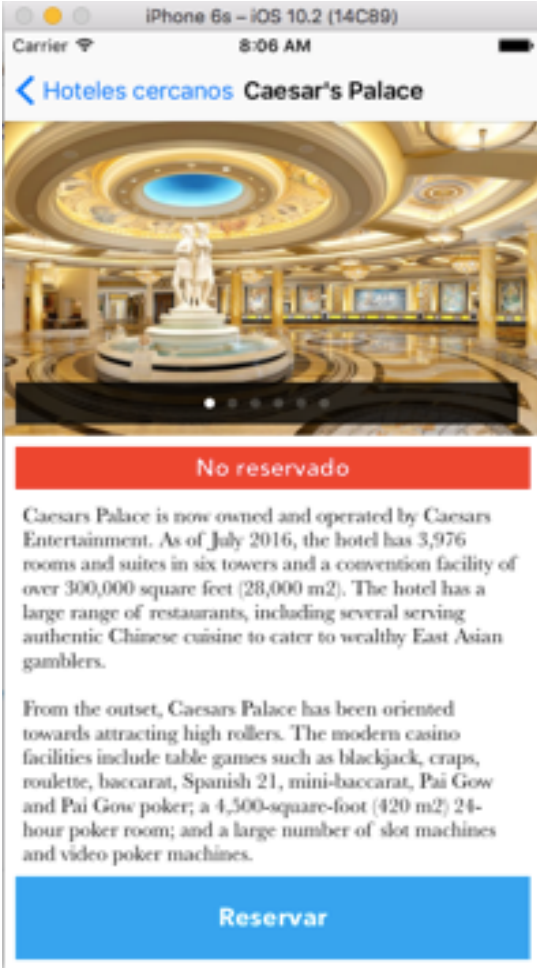 iPhone 6s – iOS 10.2 (14C89)
Carrier 8:06 AM
Hoteles cercanos Caesar's Palace
No reservado
Caesars Palace is now owned and operated by Caesars
Entertainment. As of July 2016, the hotel has 3,976
rooms and suites in six towers and a convention facility of
over 300,000 square feet (28,000 m2). The hotel has a
large range of restaurants, including several serving
authentic Chinese cuisine to cater to wealthy East Asian
gamblers.
From the outset, Caesars Palace has been oriented
towards attracting high rollers. The modern casino
facilities include table games such as blackjack, craps,
roulette, baccarat, Spanish 21, mini-baccarat, Pai Gow
and Pai Gow poker; a 4,500-square-foot (420 m2) 24-
hour poker room; and a large number of slot machines
and video poker machines.
Reservar